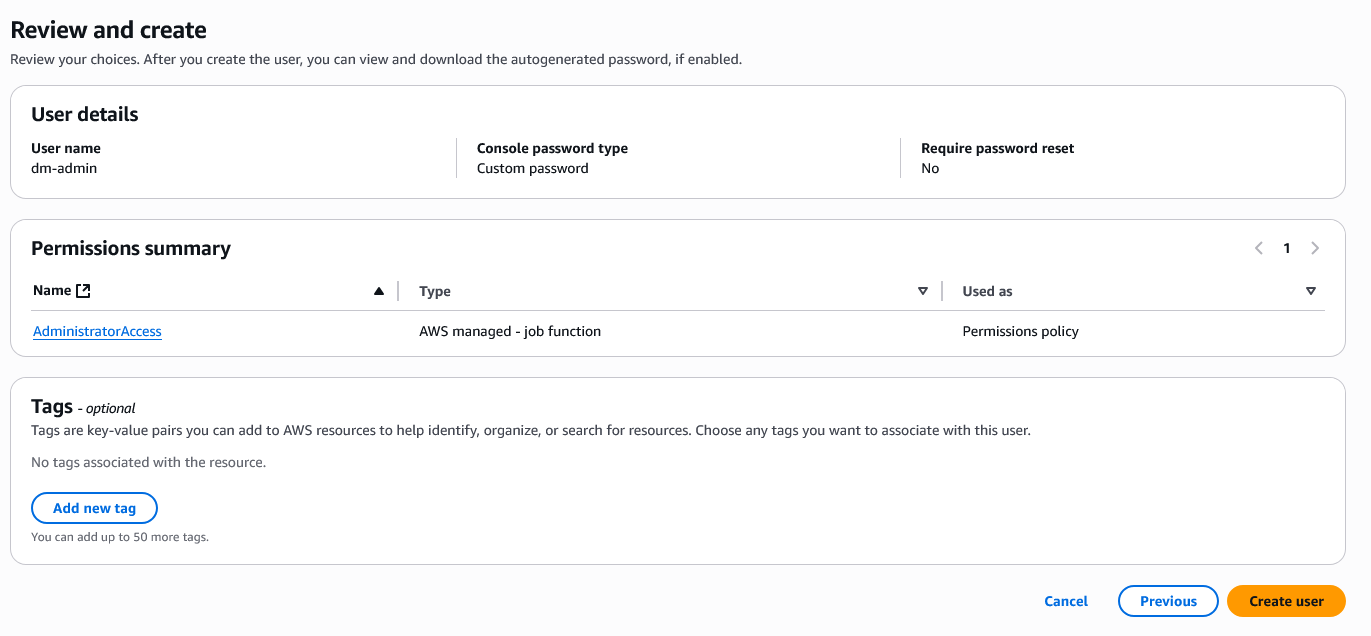 Review and create
Review your choices. After you create the user, you can view and download the autogenerated password, if enabled.
User details
User name
dm-admin
Console password type
Custom password
Require password reset
No
Permissions summary
1
Name
Type
Used as
AdministratorAccess
AWS managed - job function
Permissions policy
Tags - optional
Tags are key-value pairs you can add to AWS resources to help identify, organize, or search for resources. Choose any tags you want to associate with this user.
No tags associated with the resource.
Add new tag
You can add up to 50 more tags.
Cancel
Previous
Create user